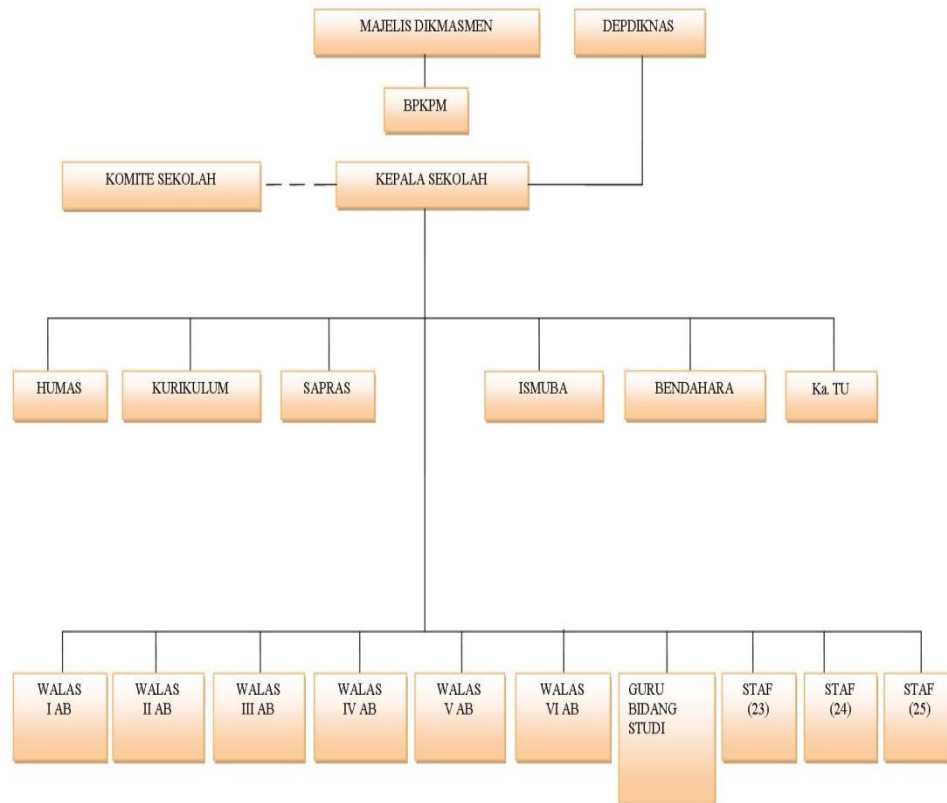 MAJELIS DIKMASMEN
DEPDIKNAS
BPKPM
KOMITE SEKOLAH
KEPALA SEKOLAH
HUMAS
KURIKULUM
SAPRAS
ISMUBA
BENDAHARA
Ka. TU
WALAS
I AB
WALAS
II AB
WALAS
III AB
WALAS
IV AB
WALAS
V AB
WALAS
VI AB
GURU
BIDANG
STUDI
STAF
(23)
STAF
(24)
STAF
(25)